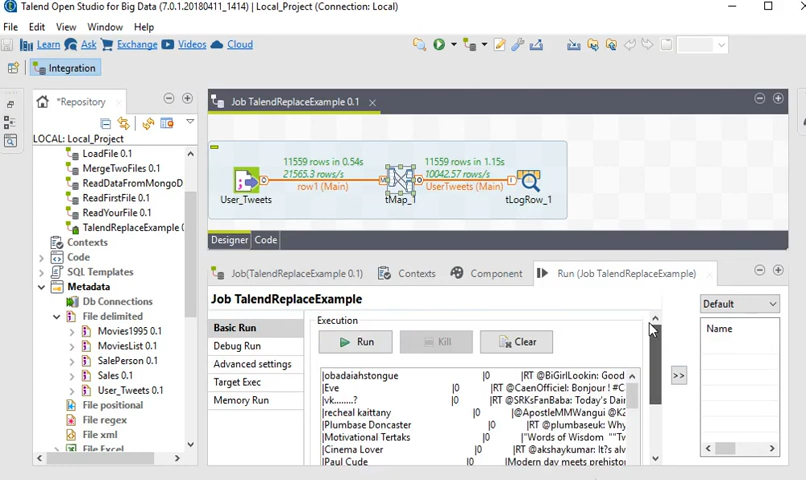 Talend Open Studio for Big Data (7.0.1.20180411_1414) | Local_Project (Connection: Local)
File Edit View Window Help
Learn Ask Exchange Videos Cloud
Integration
*Repository
LOCAL: Local_Project
LoadFile 0.1
MergeTwoFiles 0.1
ReadDataFromMongoD
ReadFirstFile 0.1
ReadYourFile 0.1
TalendReplaceExample
Contexts
Code
SQL Templates
Metadata
Db Connections
File delimited
Movies1995 0.1
MoviesList 0.1
SalePerson 0.1
Sales 0.1
User_Tweets 0.1
File positional
File regex
File xml
File Excel
Job TalendReplaceExample 0.1
11559 rows in 0.54s
21565.3 rows/s
row1 (Main)
11559 rows in 1.15s
10042.57 rows/s
UserTweets (Main)
User_Tweets
tMap_1
tLogRow_1
Designer Code
Job(TalendReplaceExample 0.1) Contexts Component Run (Job TalendReplaceExample)
Job TalendReplaceExample
Basic Run
Debug Run
Advanced settings
Target Exec
Memory Run
Execution
Run Kill Clear
|obadaiahstongue |0 |RT @BiGirlLookin: Good
|Eve |0 |RT @CaenOfficiel: Bonjour ! #C
|vk........? |0 |RT @SRKsFanBaba: Today's Dai
|recheal kaittany |0 |@ApostleMMWangui @KZ
|Plumbase Doncaster |0 |RT @plumbaseuk: Why
|Motivational Tertaks |0 |"Words of Wisdom ""Tw
|Cinema Lover |0 |RT @akshaykumar: It?s alv
|Paul Cude |0 |Modern day meets prehistor
Default
Name
>>